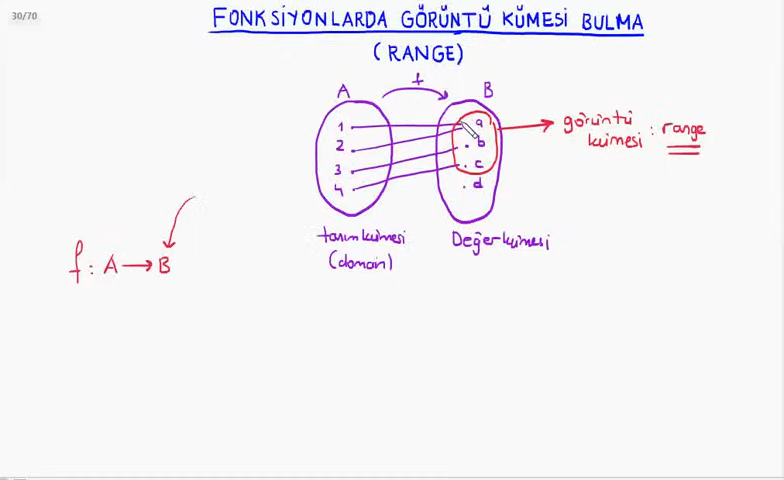 30/70
FONKSİYONLARDA GÖRÜNTÜ KÜMESİ BULMA
(RANGE)
f
A B
1 a
2 b
3 c
4 d
görüntü
kümesi : range
tanım kümesi
(domain)
Değer kümesi
f : A → B